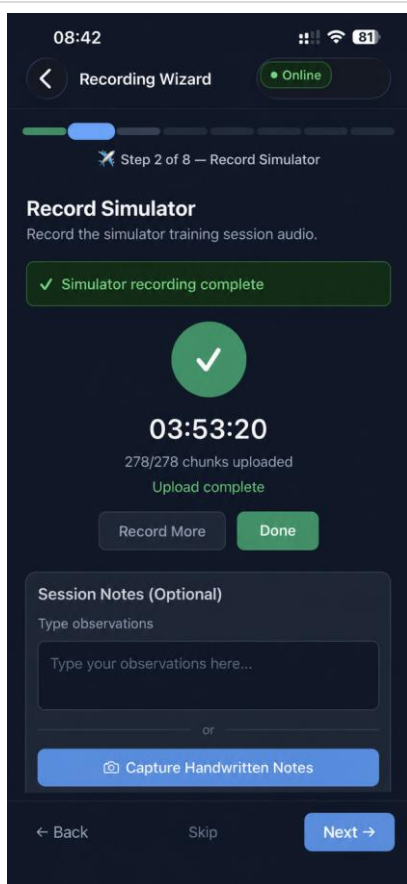 08:42
81
Recording Wizard
Online
Step 2 of 8 — Record Simulator
Record Simulator
Record the simulator training session audio.
Simulator recording complete
03:53:20
278/278 chunks uploaded
Upload complete
Record More
Done
Session Notes (Optional)
Type observations
Type your observations here...
or
Capture Handwritten Notes
← Back
Skip
Next →